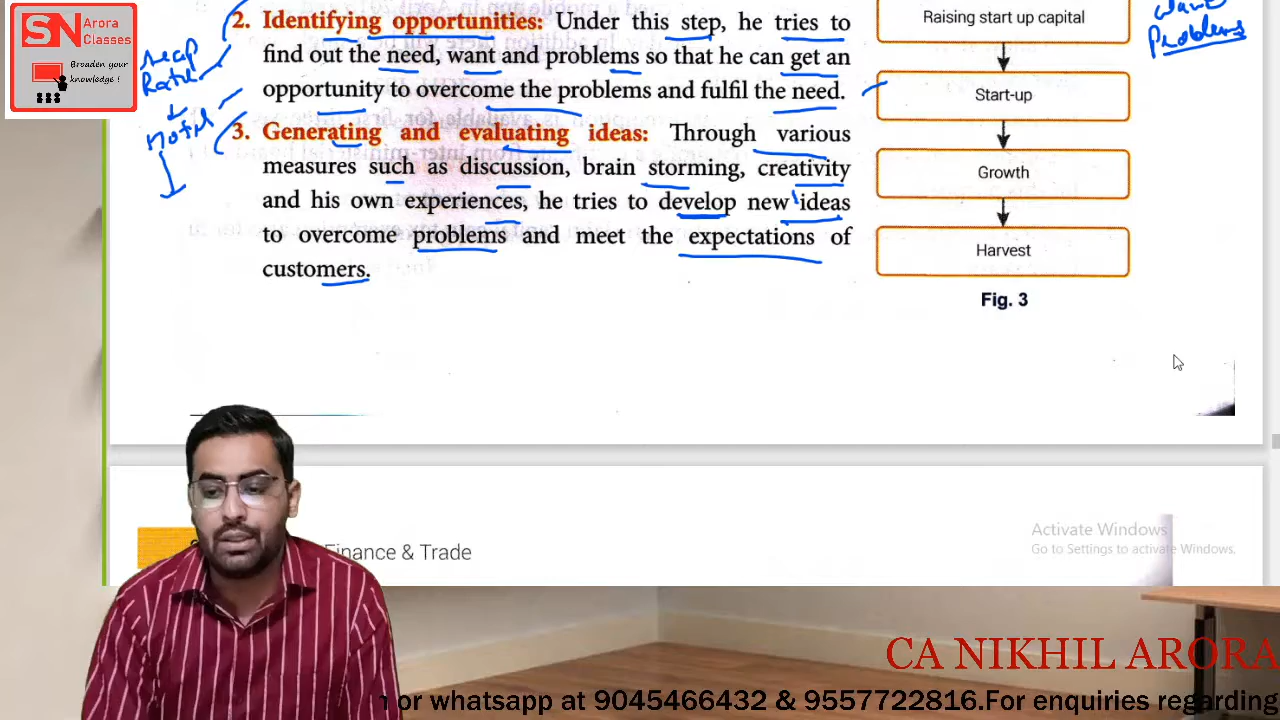 SN Arora
Classes
Broaden your
knowledge !
2. Identifying opportunities: Under this step, he tries to
find out the need, want and problems so that he can get an
opportunity to overcome the problems and fulfil the need.
3. Generating and evaluating ideas: Through various
measures such as discussion, brain storming, creativity
and his own experiences, he tries to develop new ideas
to overcome problems and meet the expectations of
customers.
Problems
Raising start up capital
Start-up
Growth
Harvest
Fig. 3
Finance & Trade
Activate Windows
Go to Settings to activate Windows.
CA NIKHIL ARORA
or whatsapp at 9045466432 & 9557722816.For enquiries regarding